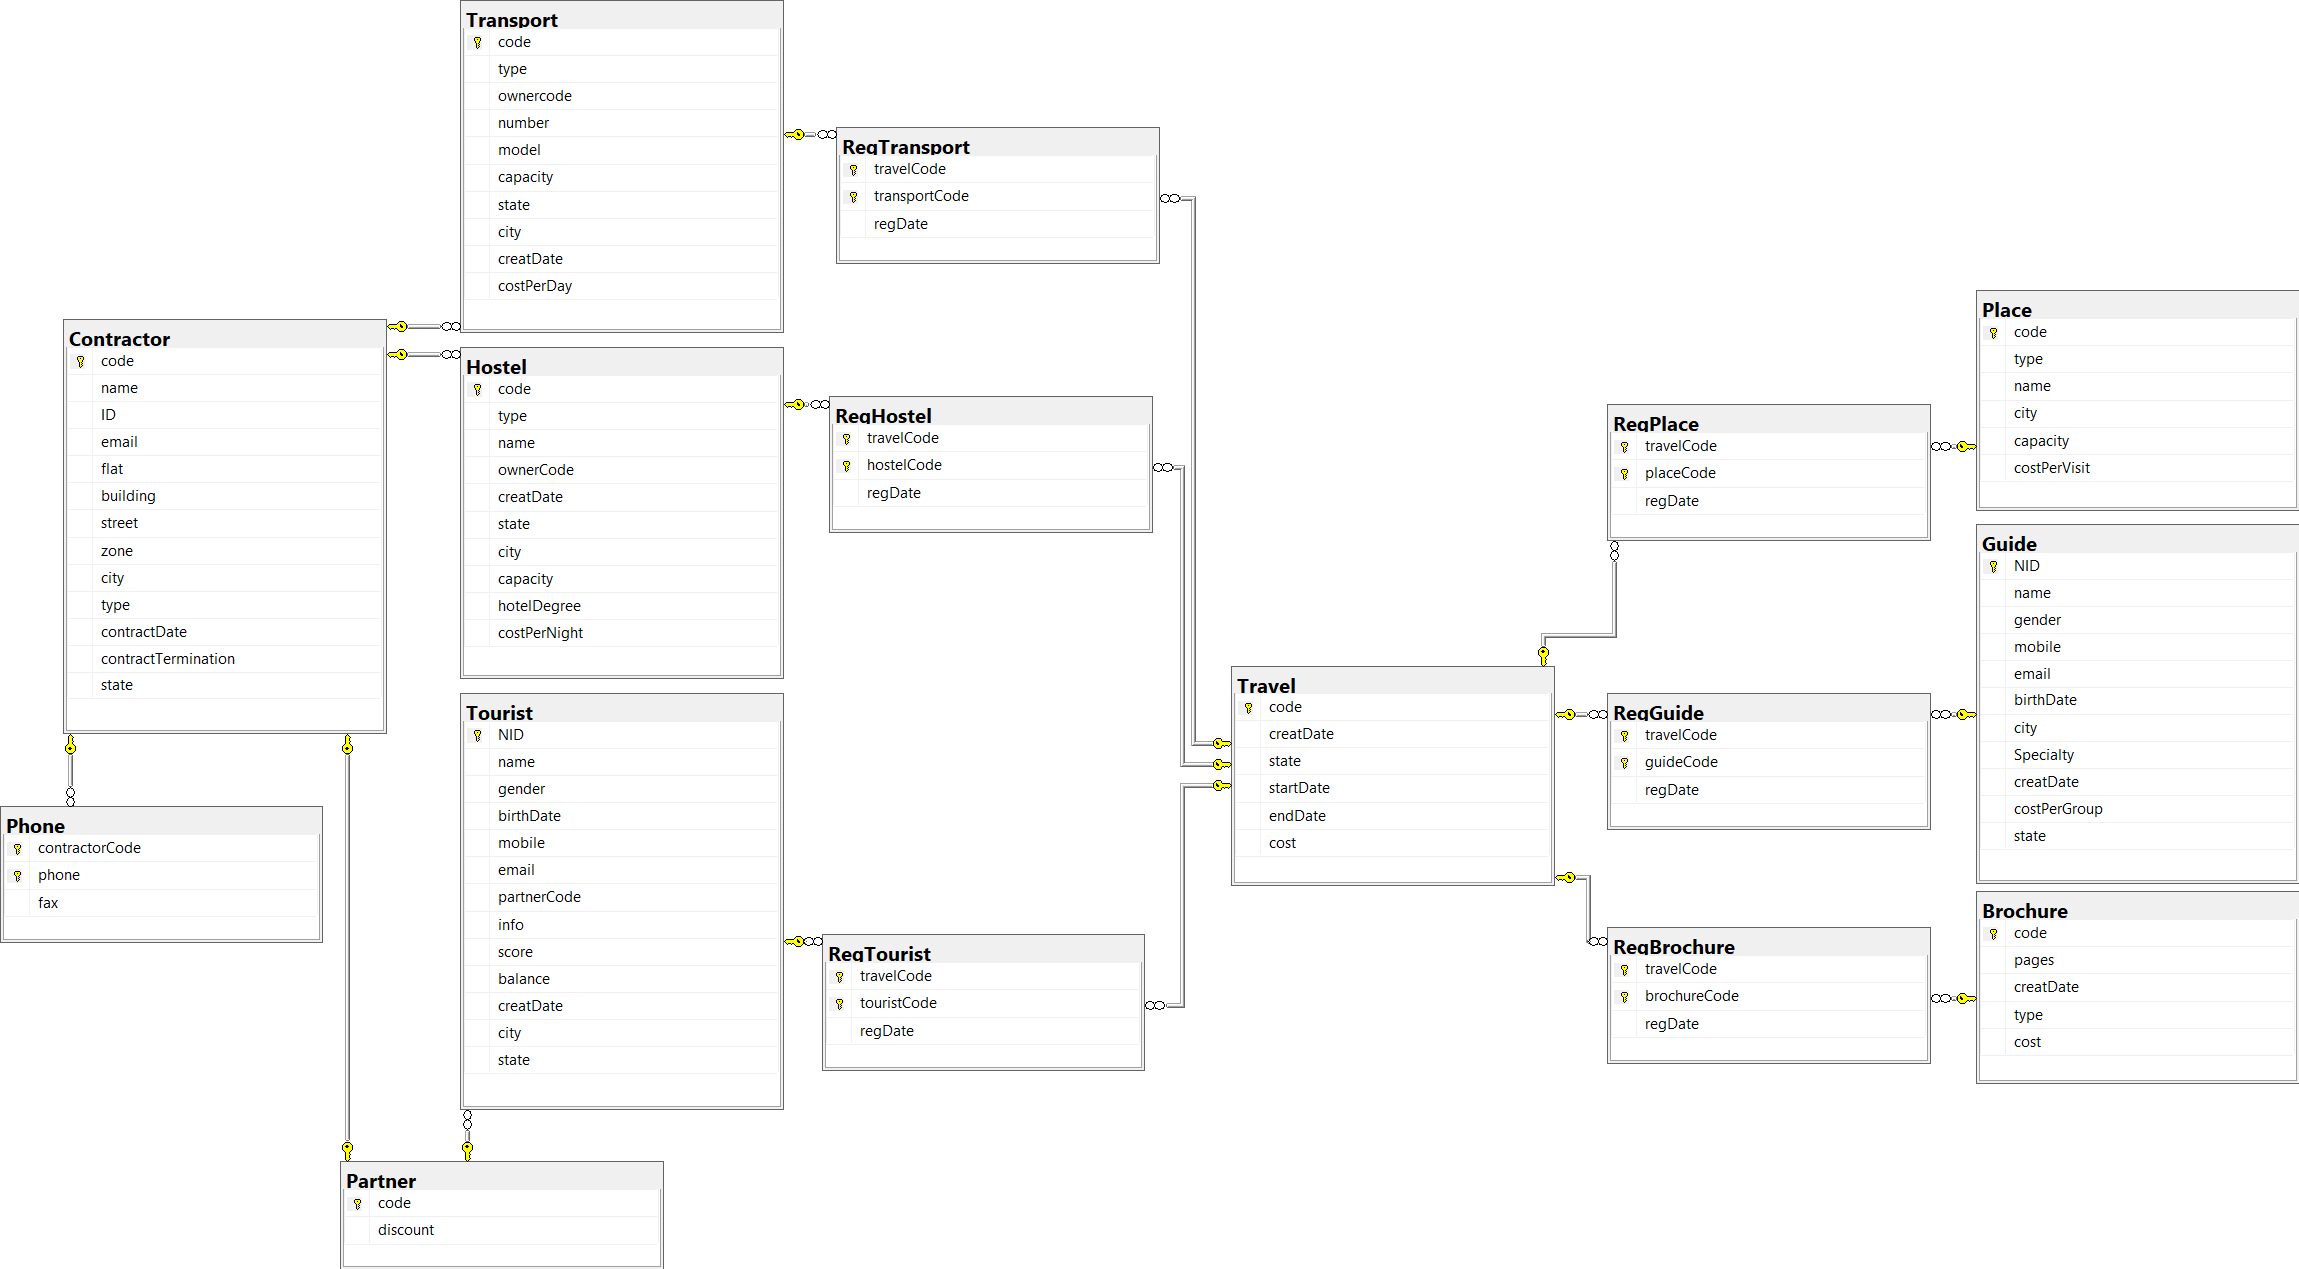 Transport
code
type
ownercode
number
model
capacity
state
city
creatDate
costPerDay
RegTransport
travelCode
transportCode
regDate
Contractor
code
name
ID
email
flat
building
street
zone
city
type
contractDate
contractTermination
state
Hostel
code
type
name
ownerCode
creatDate
state
city
capacity
hotelDegree
costPerNight
RegHostel
travelCode
hostelCode
regDate
Phone
contractorCode
phone
fax
Tourist
NID
name
gender
birthDate
mobile
email
partnerCode
info
score
balance
creatDate
city
state
RegTourist
travelCode
touristCode
regDate
Partner
code
discount
Travel
code
creatDate
state
startDate
endDate
cost
RegPlace
travelCode
placeCode
regDate
Place
code
type
name
city
capacity
costPerVisit
RegGuide
travelCode
guideCode
regDate
Guide
NID
name
gender
mobile
email
birthDate
city
Specialty
creatDate
costPerGroup
state
RegBrochure
travelCode
brochureCode
regDate
Brochure
code
pages
creatDate
type
cost